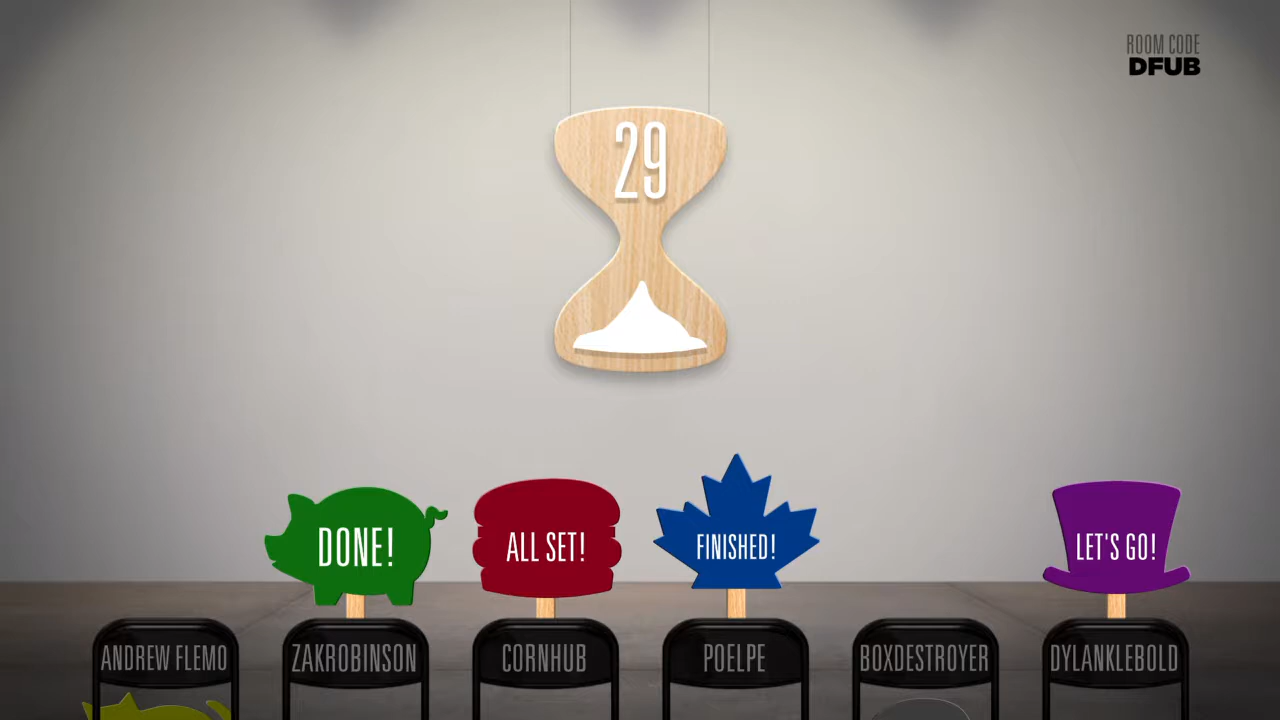 ROOM CODE
DFUB
29
DONE!
ALL SET!
FINISHED!
LET'S GO!
ANDREW FLEMO
ZAKROBINSON
CORNHUB
POELPE
BOXDESTROYER
DYLANKLEBOLD